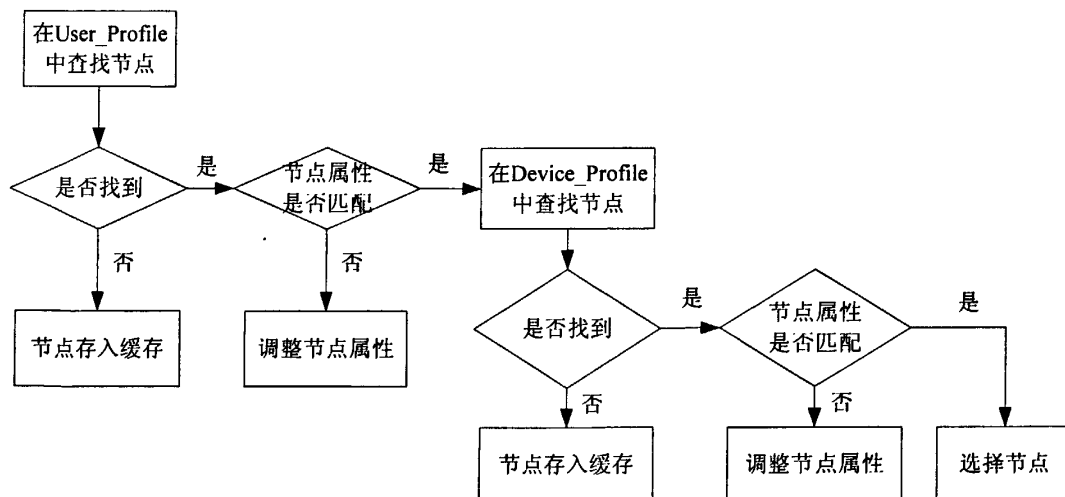 在User_Profile
中查找节点
是否找到
是
节点属性
是否匹配
是
在Device_Profile
中查找节点
否
否
节点存入缓存
调整节点属性
是否找到
是
节点属性
是否匹配
是
否
否
节点存入缓存
调整节点属性
选择节点